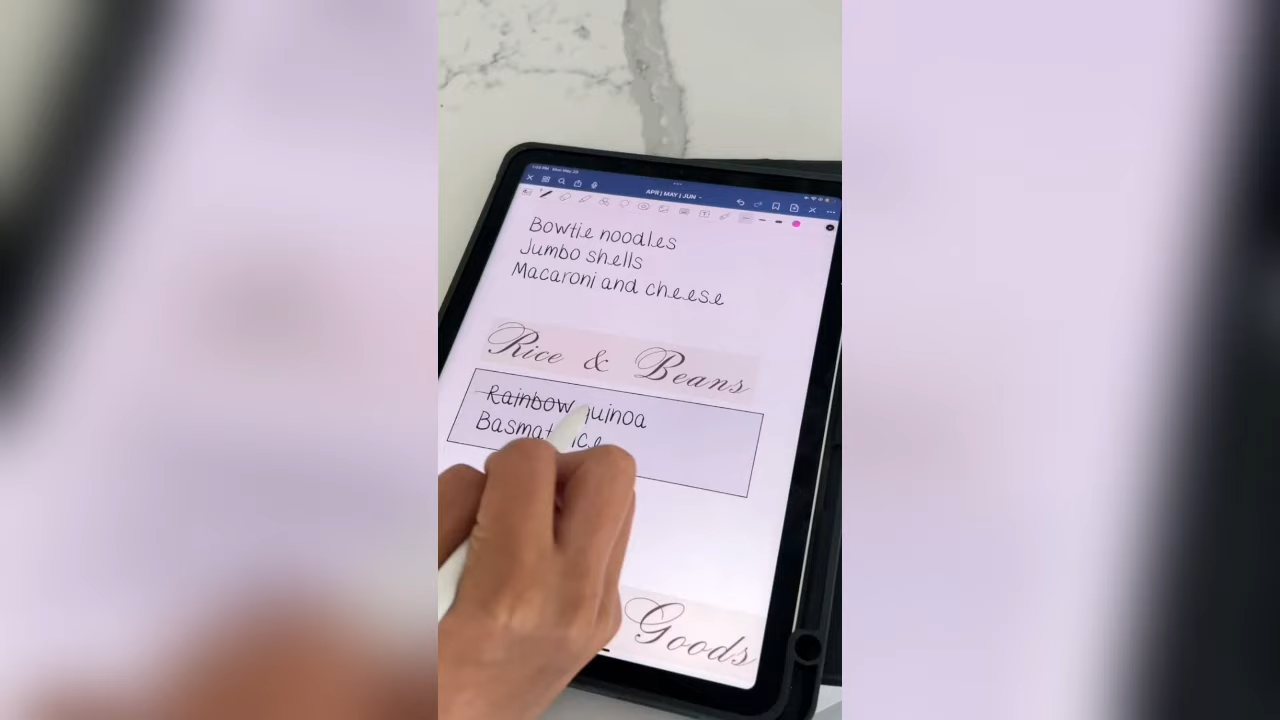 APR | MAY | JUN
Bowtie noodles
Jumbo shells
Macaroni and cheese
Rice & Beans
Rainbow quinoa
Goods